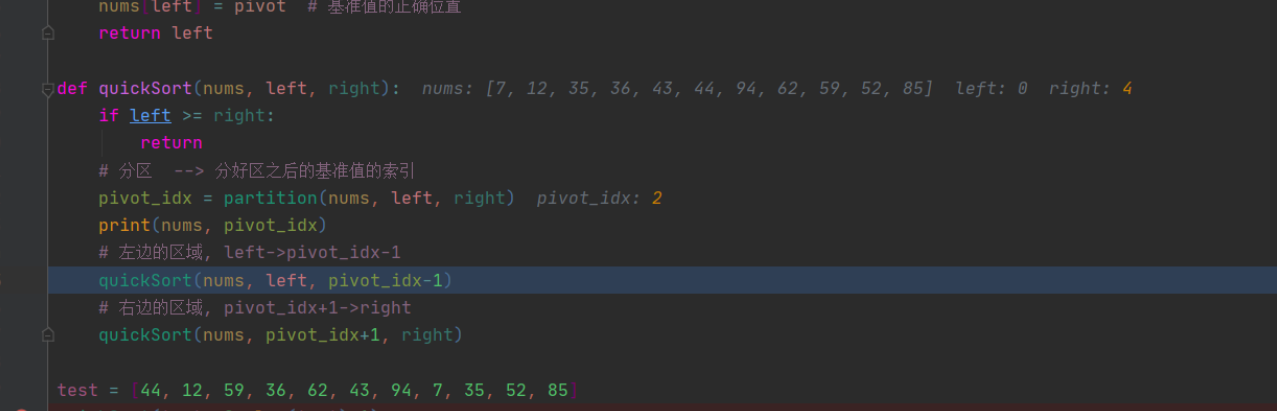 nums[left] = pivot  # 基准值的正确位置
return left
def quickSort(nums, left, right):  nums: [7, 12, 35, 36, 43, 44, 94, 62, 59, 52, 85]  left: 0  right: 4
if left >= right:
return
# 分区  --> 分好区之后的基准值的索引
pivot_idx = partition(nums, left, right)  pivot_idx: 2
print(nums, pivot_idx)
# 左边的区域, left->pivot_idx-1
quickSort(nums, left, pivot_idx-1)
# 右边的区域, pivot_idx+1->right
quickSort(nums, pivot_idx+1, right)
test = [44, 12, 59, 36, 62, 43, 94, 7, 35, 52, 85]